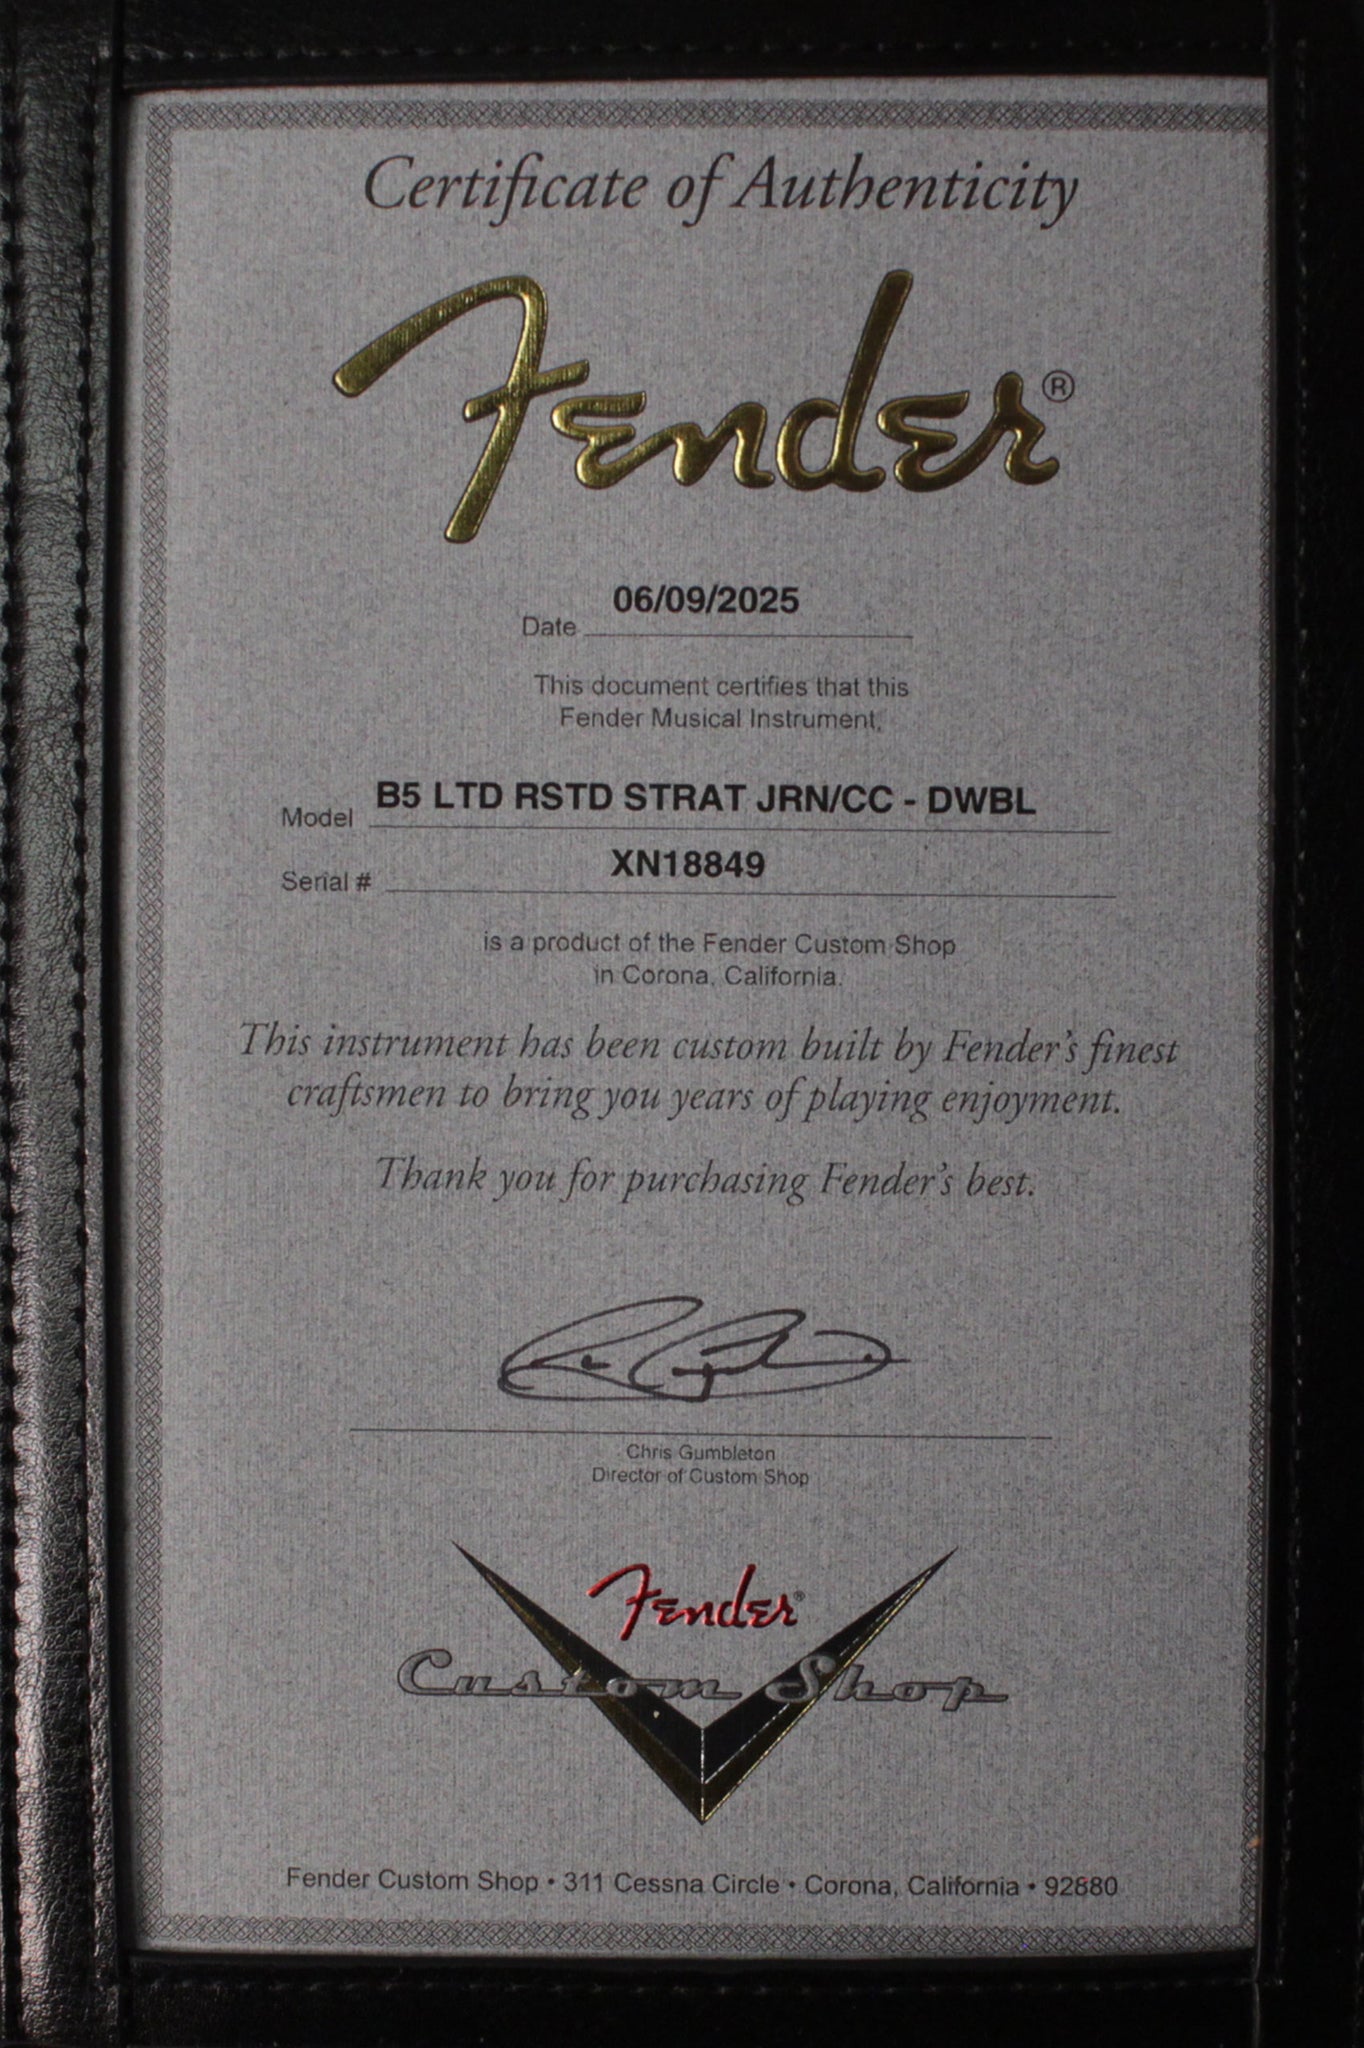 Certificate of Authenticity
Fender®
Date 06/09/2025
This document certifies that this
Fender Musical Instrument,
Model B5 LTD RSTD STRAT JRN/CC - DWBL
Serial # XN18849
is a product of the Fender Custom Shop
in Corona, California.
This instrument has been custom built by Fender's finest
craftsmen to bring you years of playing enjoyment.
Thank you for purchasing Fender's best.
Chris Gumbleton
Director of Custom Shop
Fender®
Custom Shop
Fender Custom Shop • 311 Cessna Circle • Corona, California • 92880